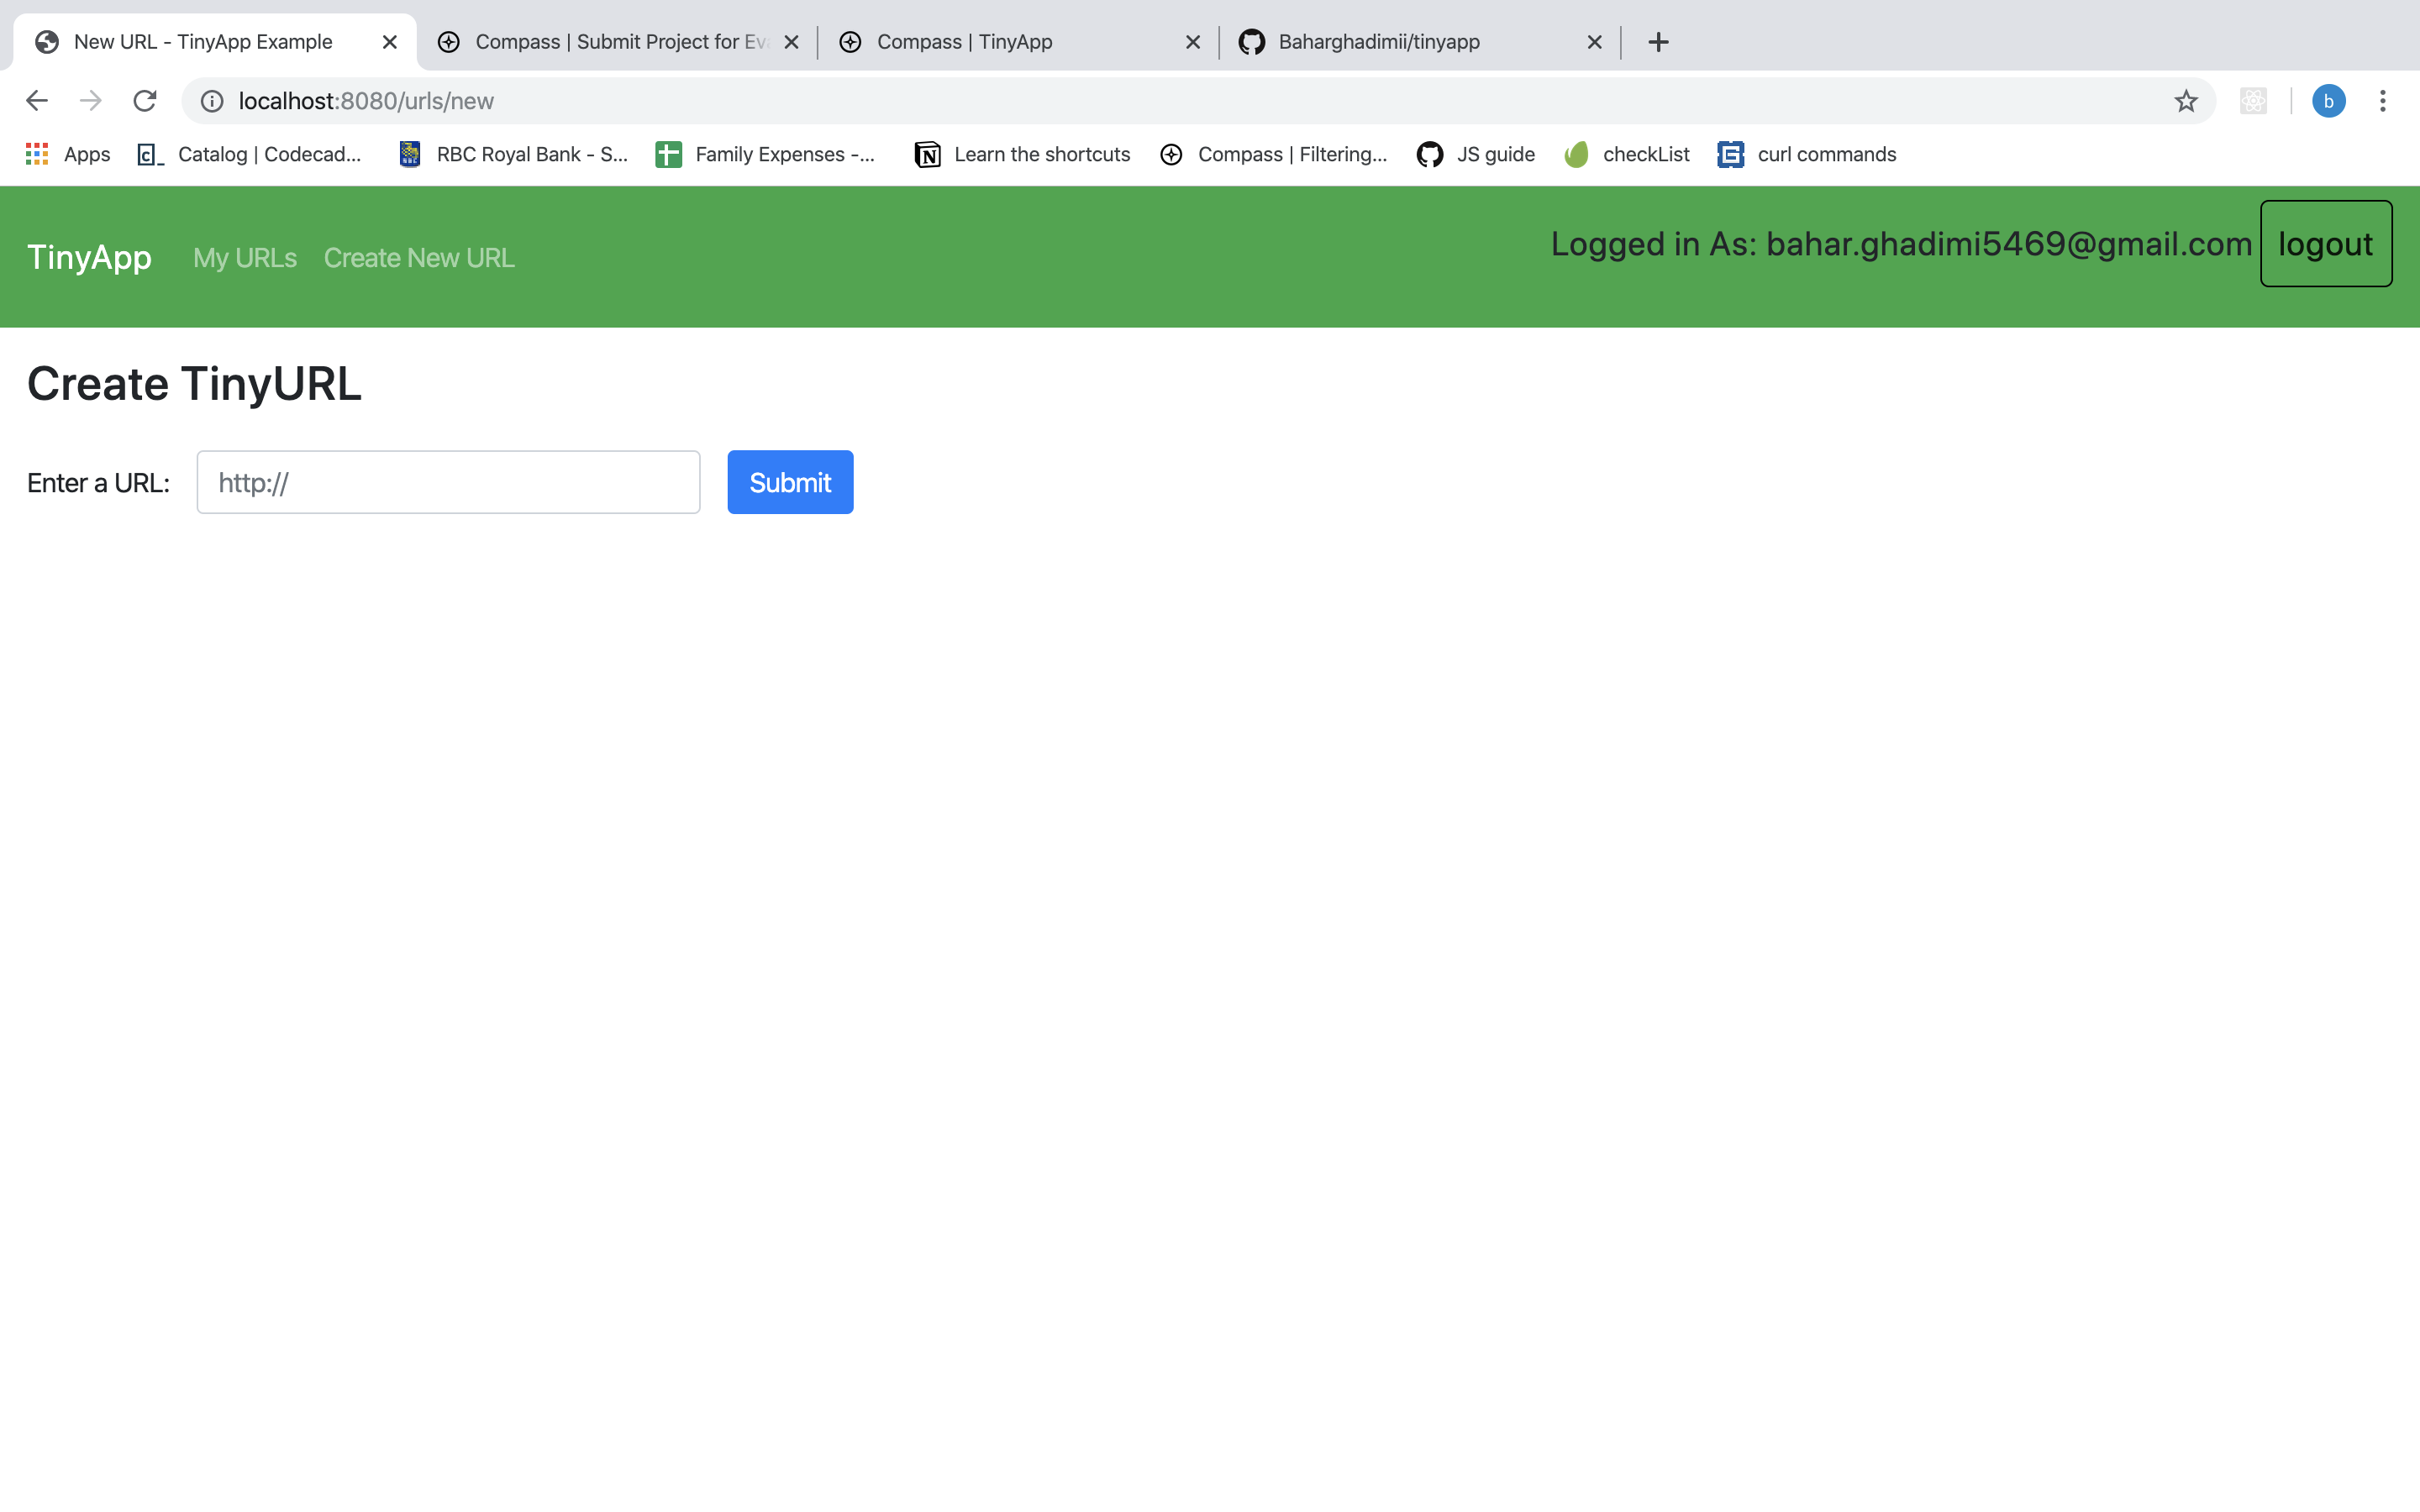 New URL - TinyApp Example
Compass | Submit Project for Eva
Compass | TinyApp
Baharghadimii/tinyapp
localhost:8080/urls/new
b
Apps
Catalog | Codecad...
RBC Royal Bank - S...
Family Expenses -...
Learn the shortcuts
Compass | Filtering...
JS guide
checkList
curl commands
TinyApp
My URLs
Create New URL
Logged in As: bahar.ghadimi5469@gmail.com
logout
Create TinyURL
Enter a URL:
http://
Submit